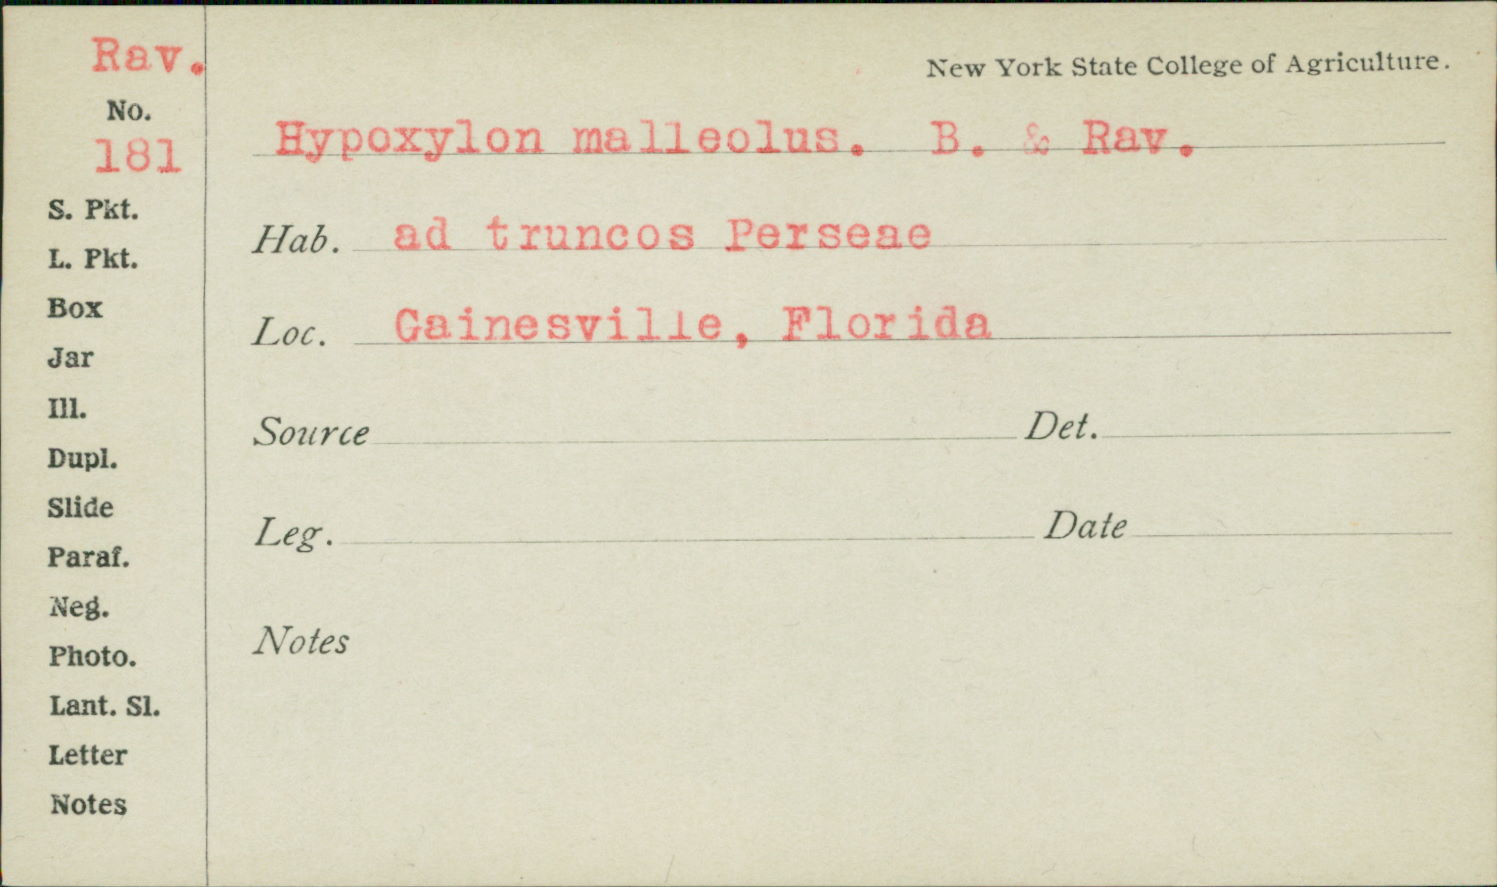 Rav.
No.
181
S. Pkt.
L. Pkt.
Box
Jar
Ill.
Dupl.
Slide
Paraf.
Neg.
Photo.
Lant. Sl.
Letter
Notes
New York State College of Agriculture.
Hypoxylon malleolus. B. & Rav.
Hab. ad truncos Perseae
Loc. Gainesville, Florida
Source Det.
Leg. Date
Notes